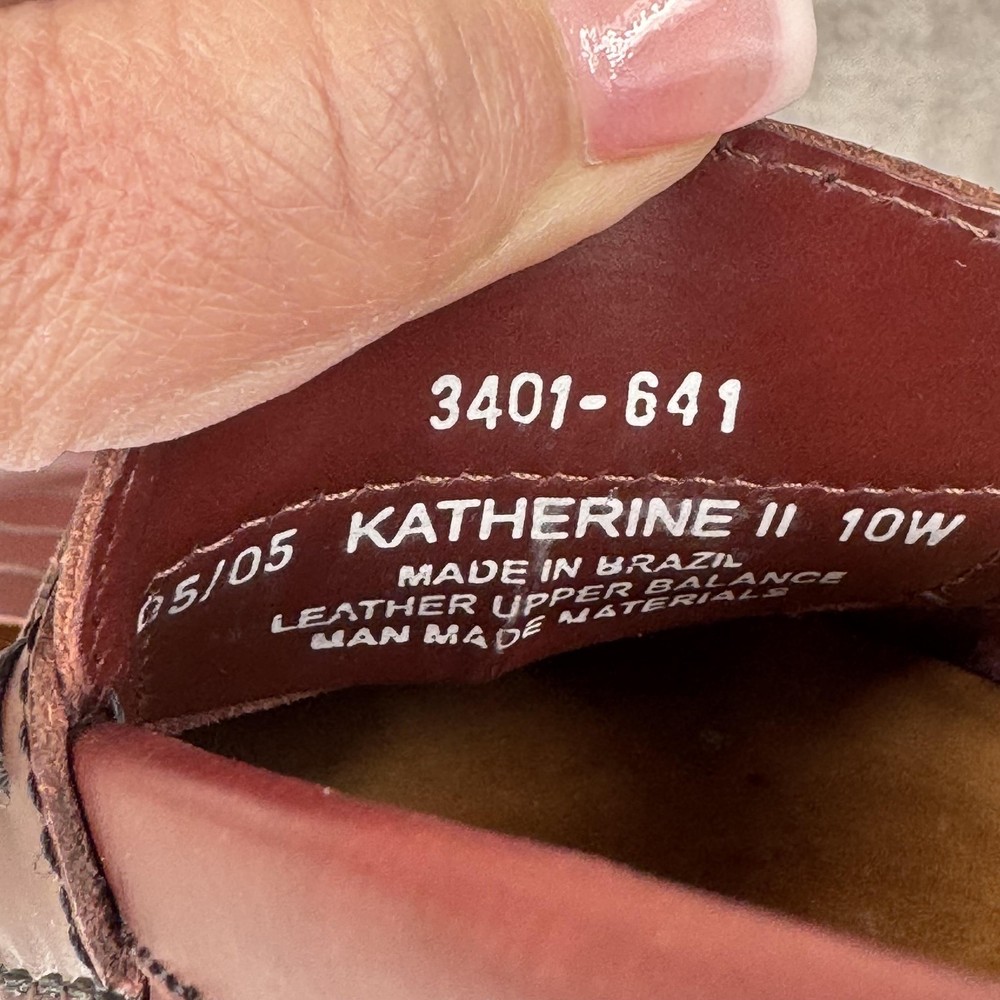 3401-641
05/05 KATHERINE II 10W
MADE IN BRAZIL
LEATHER UPPER BALANCE
MAN MADE MATERIALS